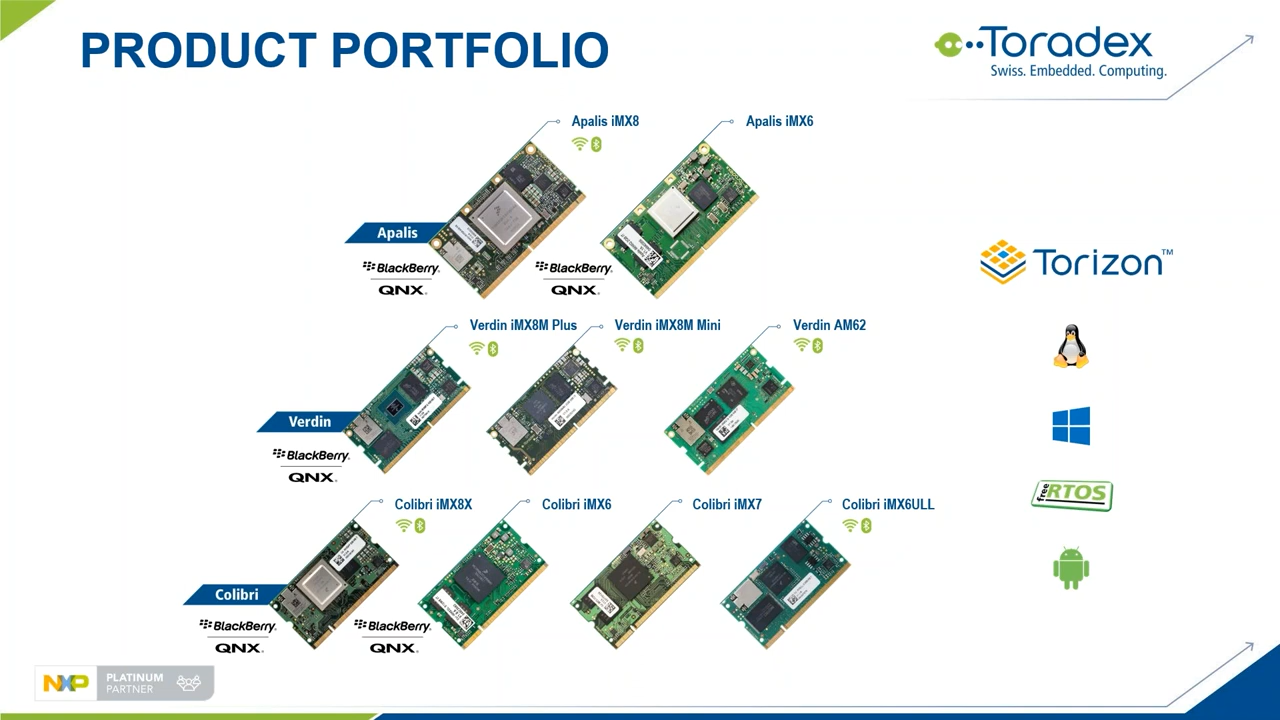 PRODUCT PORTFOLIO
Toradex
Swiss. Embedded. Computing.
Apalis iMX8
Apalis iMX6
Apalis
BlackBerry
QNX
BlackBerry
QNX
Torizon™
Verdin iMX8M Plus
Verdin iMX8M Mini
Verdin AM62
Verdin
BlackBerry
QNX
free RTOS
Colibri iMX8X
Colibri iMX6
Colibri iMX7
Colibri iMX6ULL
Colibri
BlackBerry
QNX
BlackBerry
QNX
NXP
PLATINUM
PARTNER